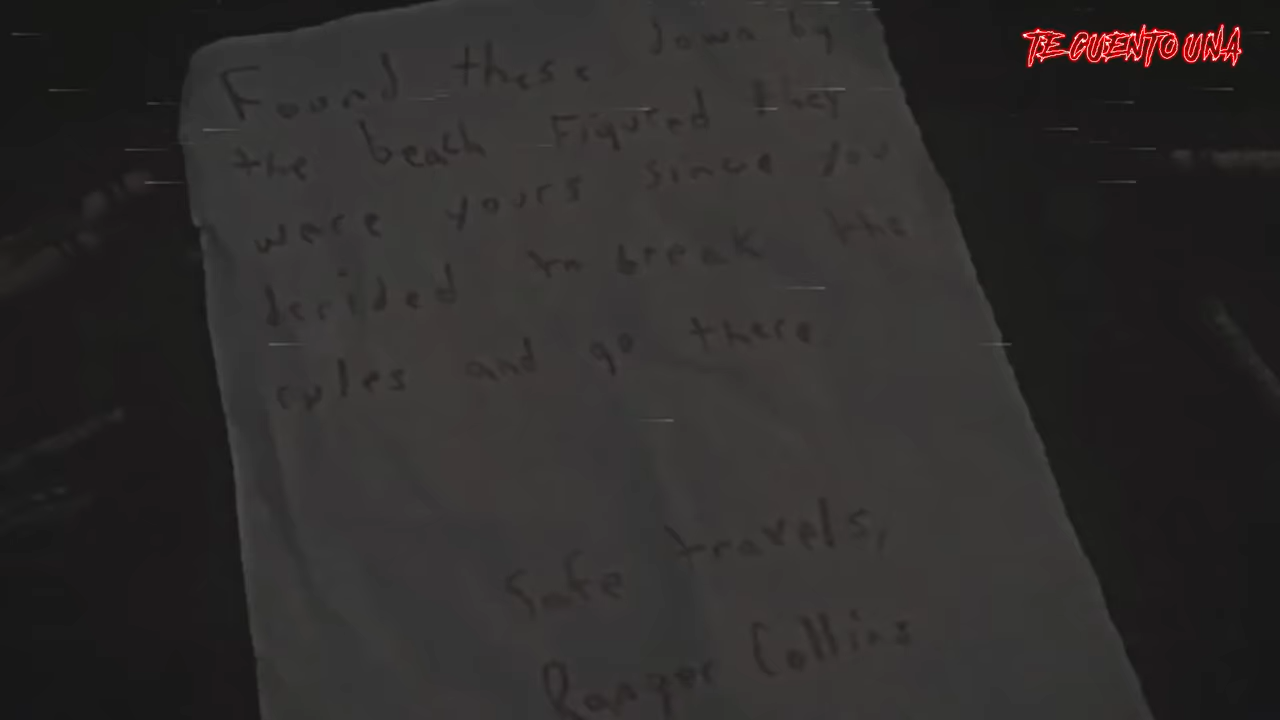 TE CUENTO UNA
Found these down by
the beach Figured they
were yours since you
decided to break the
rules and go there
Safe travels,
Ranger Collins